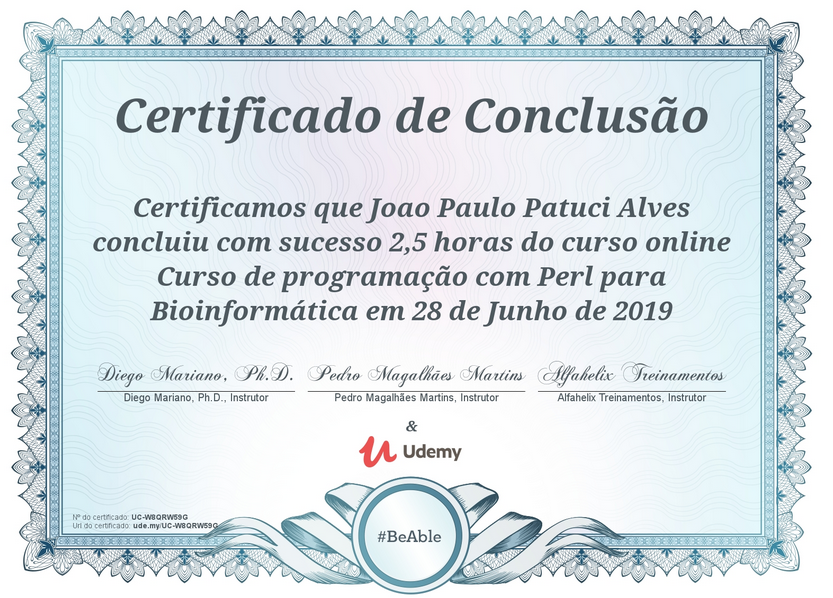 Certificado de Conclusão
Certificamos que Joao Paulo Patuci Alves
concluiu com sucesso 2,5 horas do curso online
Curso de programação com Perl para
Bioinformática em 28 de Junho de 2019
Diego Mariano, Ph.D. Pedro Magalhães Martins Alfahelix Treinamentos
Diego Mariano, Ph.D., Instrutor Pedro Magalhães Martins, Instrutor Alfahelix Treinamentos, Instrutor
&
Udemy
Nº do certificado: UC-W8QRW59G
Url do certificado: ude.my/UC-W8QRW59G
#BeAble